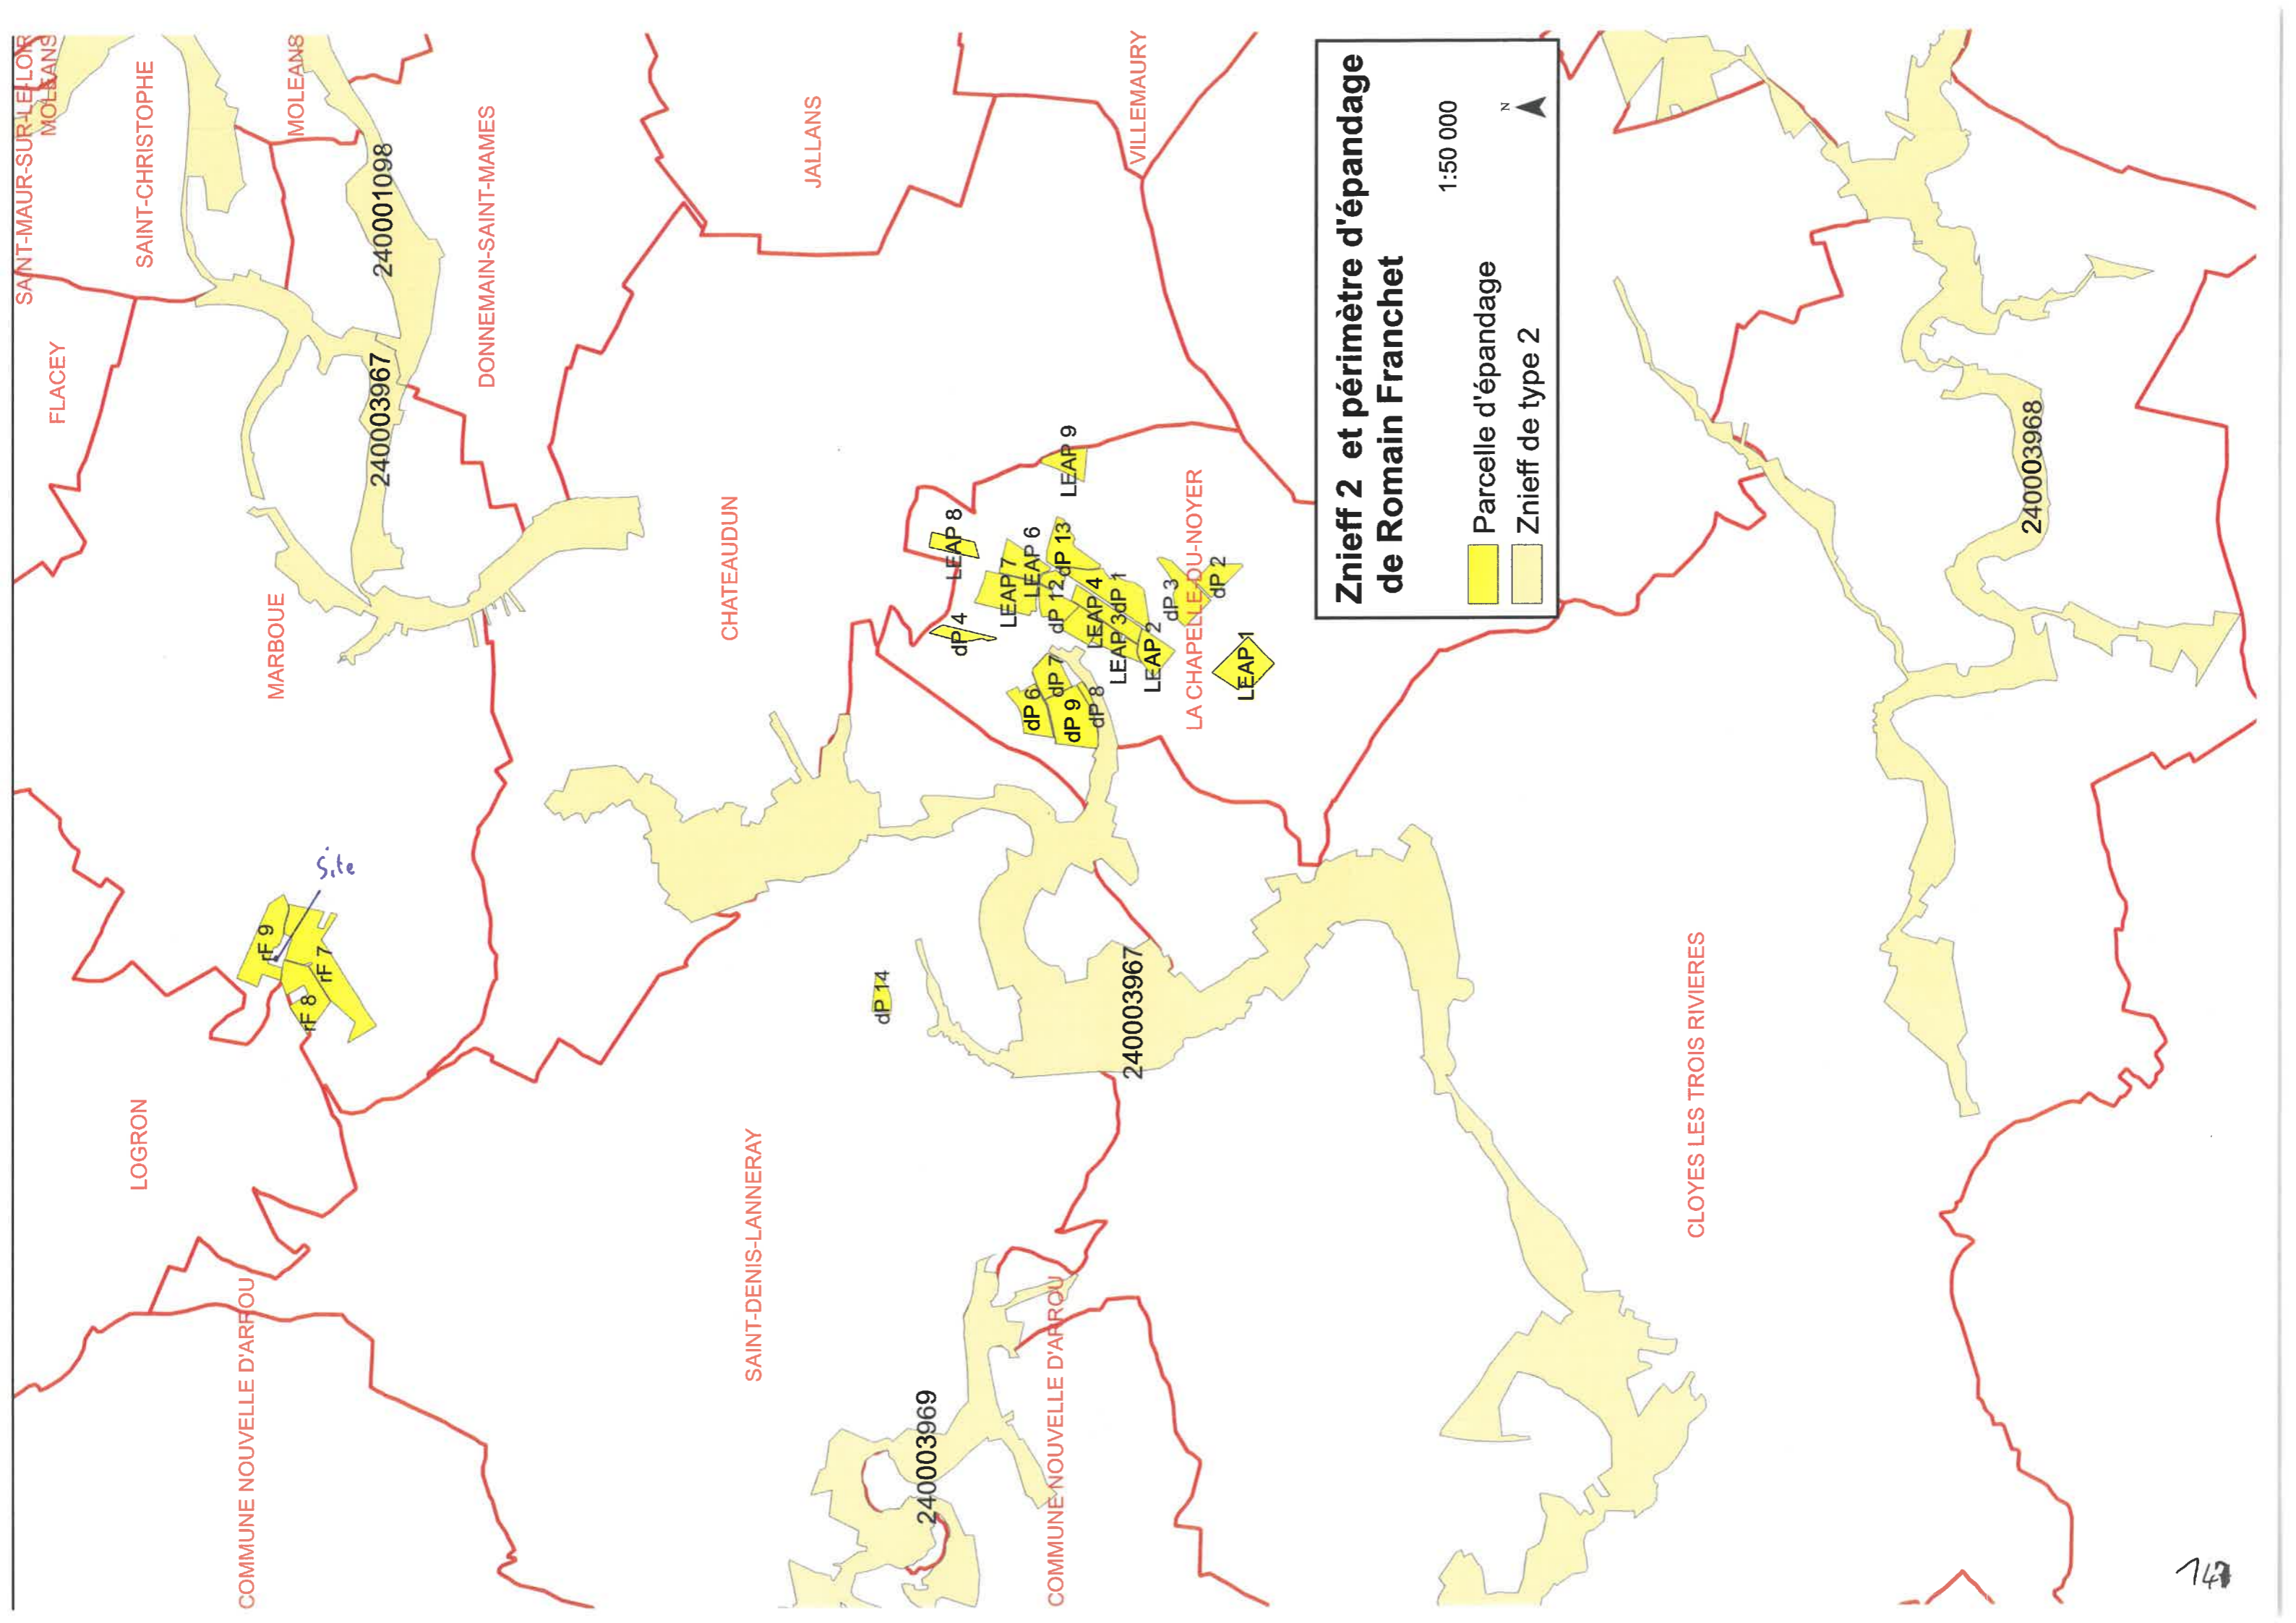 Znieff 2 et périmètre d'épandage
de Romain Franchet
1:50 000
N
Parcelle d'épandage
Znieff de type 2
COMMUNE NOUVELLE D'ARROU
LOGRON
FLACEY
SAINT-MAUR-SUR-LE-LOIR
MOLEANS
SAINT-CHRISTOPHE
MOLEANS
Site
rF 9
rF 8
rF 7
MARBOUE
2400003967
240001098
DONNEMAIN-SAINT-MAMES
SAINT-DENIS-LANNERAY
CHATEAUDUN
JALLANS
dP 14
240003969
dP 4
LEAP 8
LEAP 7
LEAP 6
dP 6
dP 7
dP 12
dP 13
LEAP 9
dP 9
dP 8
LEAP 4
LEAP 3
dP 1
LEAP 2
dP 3
dP 2
LEAP 1
VILLEMAURY
COMMUNE NOUVELLE D'ARROU
240003967
LA CHAPELLE-DU-NOYER
CLOYES LES TROIS RIVIERES
240003968